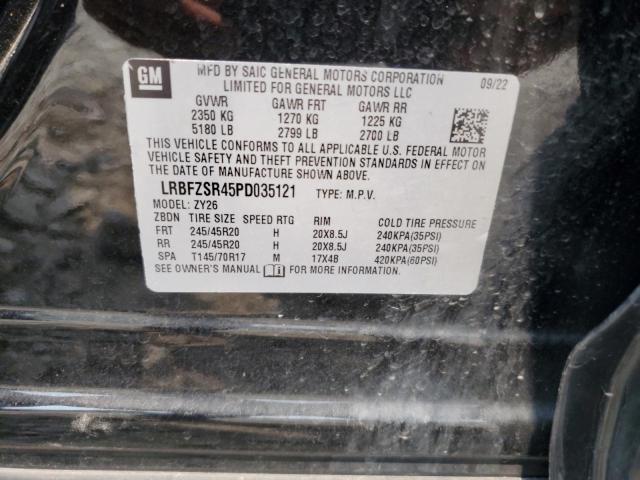 GM
MFD BY SAIC GENERAL MOTORS CORPORATION 09/22
LIMITED FOR GENERAL MOTORS LLC
GVWR GAWR FRT GAWR RR
2350 KG 1270 KG 1225 KG
5180 LB 2799 LB 2700 LB
THIS VEHICLE CONFORMS TO ALL APPLICABLE U.S. FEDERAL MOTOR
VEHICLE SAFETY AND THEFT PREVENTION STANDARDS IN EFFECT ON
THE DATE OF MANUFACTURE SHOWN ABOVE.
LRBFZSR45PD035121 TYPE: M.P.V.
MODEL: ZY26
ZBDN TIRE SIZE SPEED RTG RIM COLD TIRE PRESSURE
FRT 245/45R20 H 20X8.5J 240KPA(35PSI)
RR 245/45R20 H 20X8.5J 240KPA(35PSI)
SPA T145/70R17 M 17X4B 420KPA(60PSI)
SEE OWNER'S MANUAL FOR MORE INFORMATION